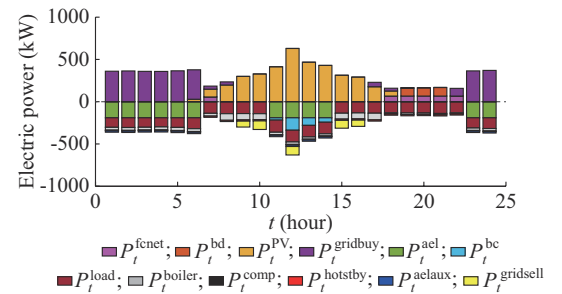 1000
500
0
-500
-1000
Electric power (kW)
0 5 10 15 20 25
t (hour)
P_t^fcnet; P_t^bd; P_t^PV; P_t^gridbuy; P_t^ael; P_t^bc
P_t^load; P_t^boiler; P_t^comp; P_t^hotstby; P_t^aelaux; P_t^gridsell